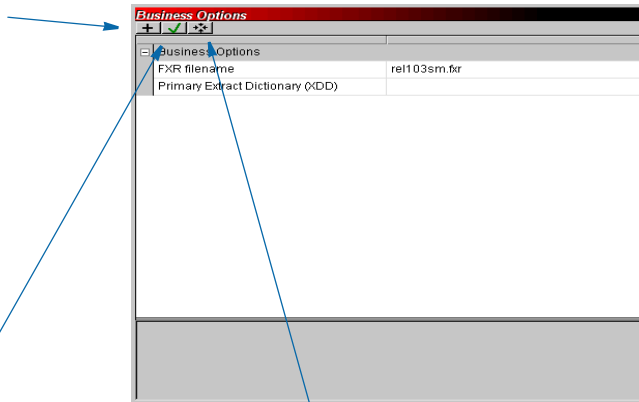 Business Options
Business Options
FXR filename rel103sm.fxr
Primary Extract Dictionary (XDD)